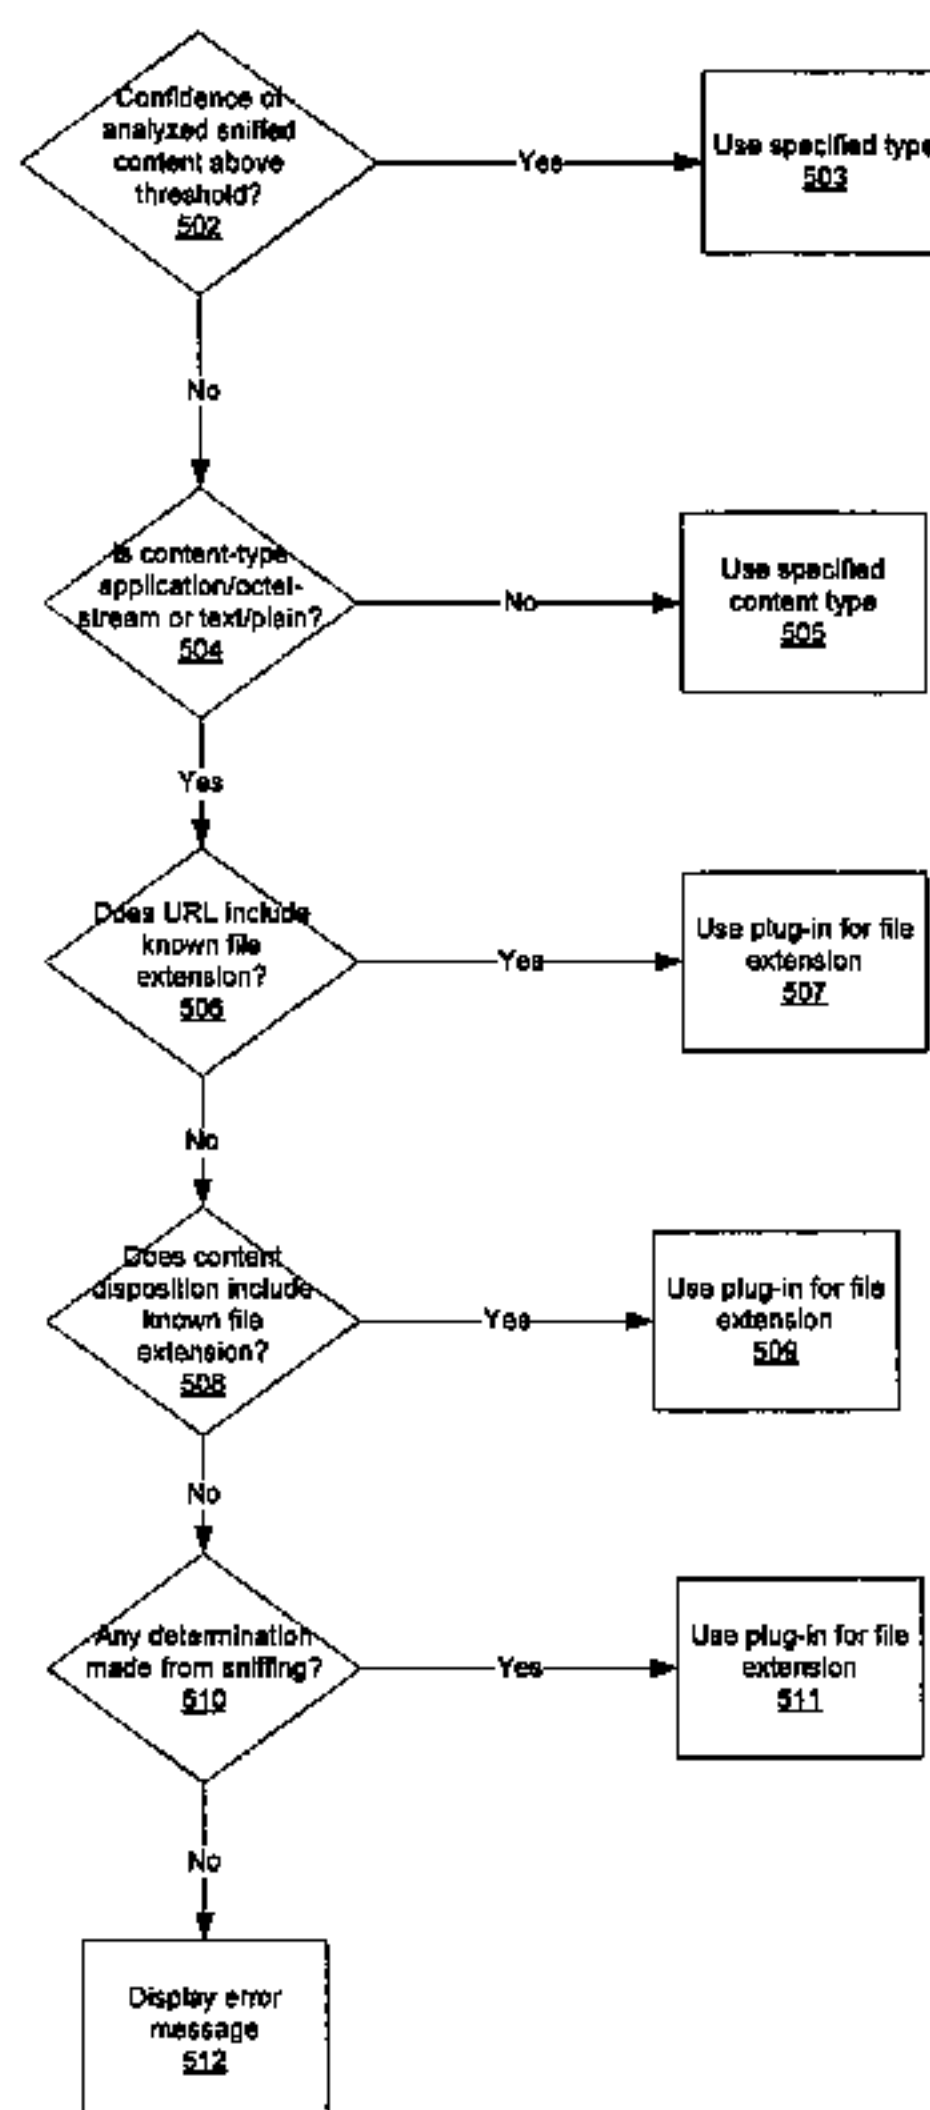 Confidence of
analyzed sniffed
content above
threshold?
502
Yes
Use specified type
503
No
Is content-type
application/octet-
stream or text/plain?
504
No
Use specified
content type
505
Yes
Does URL include
known file
extension?
506
Yes
Use plug-in for file
extension
507
No
Does content
disposition include
known file
extension?
508
Yes
Use plug-in for file
extension
509
No
Any determination
made from sniffing?
510
Yes
Use plug-in for file
extension
511
No
Display error
message
512